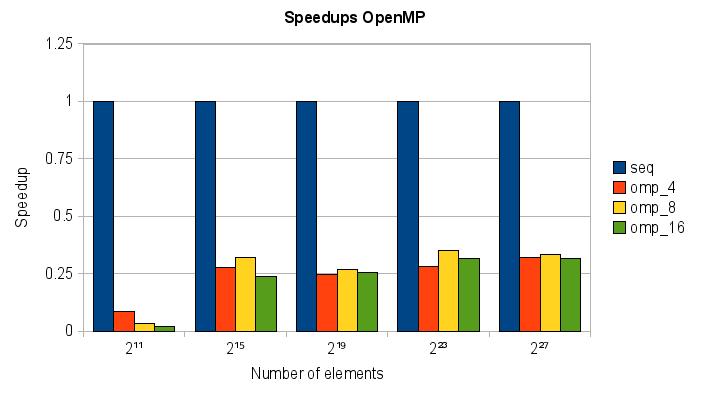 Speedups OpenMP
1.25
1
0.75
0.5
0.25
0
Speedup
2¹¹ 2¹⁵ 2¹⁹ 2²³ 2²⁷
Number of elements
seq
omp_4
omp_8
omp_16